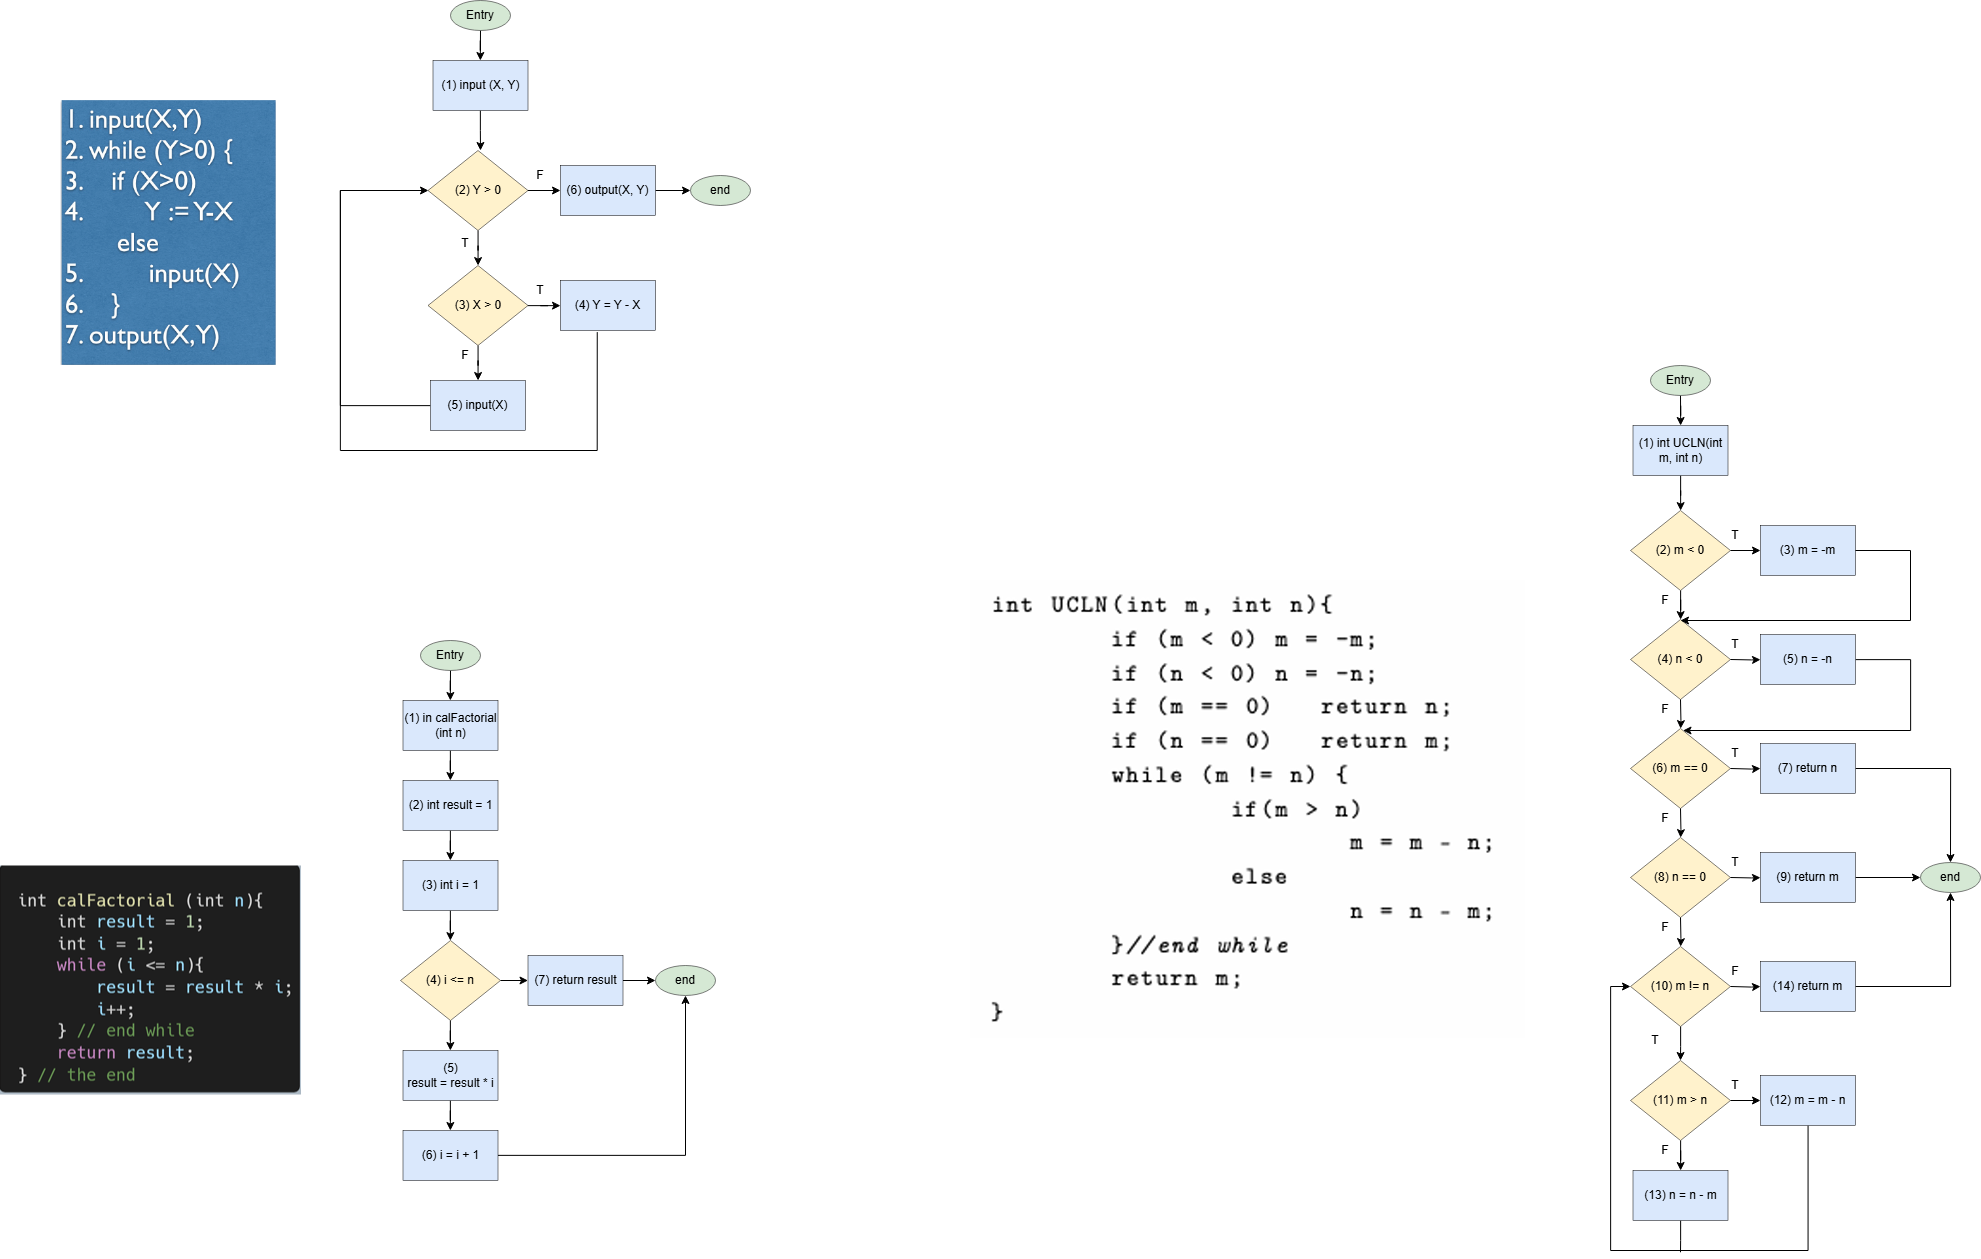 1. input(X,Y)
2. while (Y>0) {
3. if (X>0)
4. Y := Y-X
else
5. input(X)
6. }
7. output(X,Y)
Entry
(1) input (X, Y)
(2) Y > 0
F
(6) output(X, Y)
end
T
(3) X > 0
T
(4) Y = Y - X
F
(5) input(X)
int calFactorial (int n){
int result = 1;
int i = 1;
while (i <= n){
result = result * i;
i++;
} // end while
return result;
} // the end
Entry
(1) in calFactorial
(int n)
(2) int result = 1
(3) int i = 1
(4) i <= n
(7) return result
end
(5)
result = result * i
(6) i = i + 1
int UCLN(int m, int n){
if (m < 0) m = -m;
if (n < 0) n = -n;
if (m == 0) return n;
if (n == 0) return m;
while (m != n) {
if(m > n)
m = m - n;
else
n = n - m;
}//end while
return m;
}
Entry
(1) int UCLN(int
m, int n)
(2) m < 0
T
(3) m = -m
F
(4) n < 0
T
(5) n = -n
F
(6) m == 0
T
(7) return n
F
(8) n == 0
T
(9) return m
end
F
(10) m != n
F
(14) return m
T
(11) m > n
T
(12) m = m - n
F
(13) n = n - m